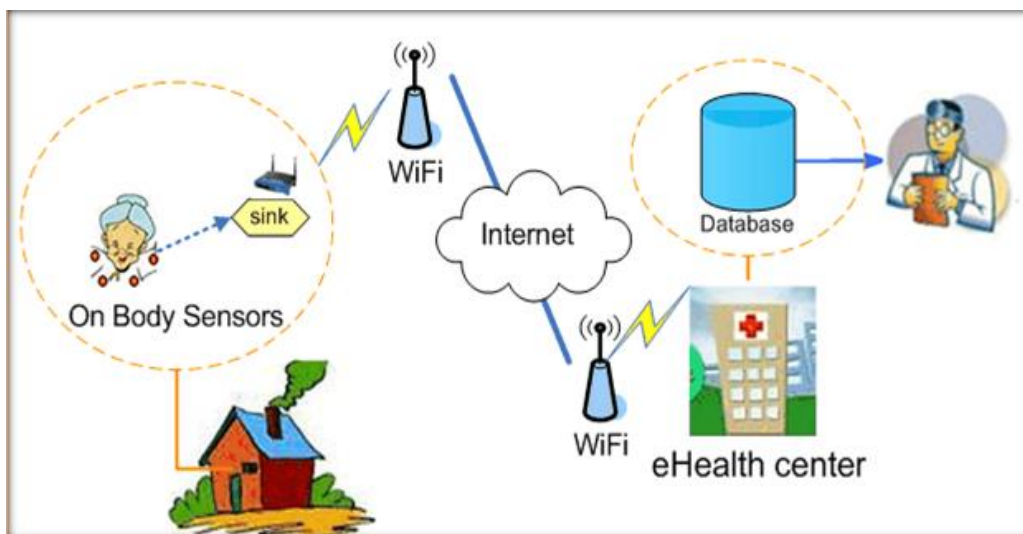 WiFi
sink
On Body Sensors
Internet
Database
WiFi
eHealth center